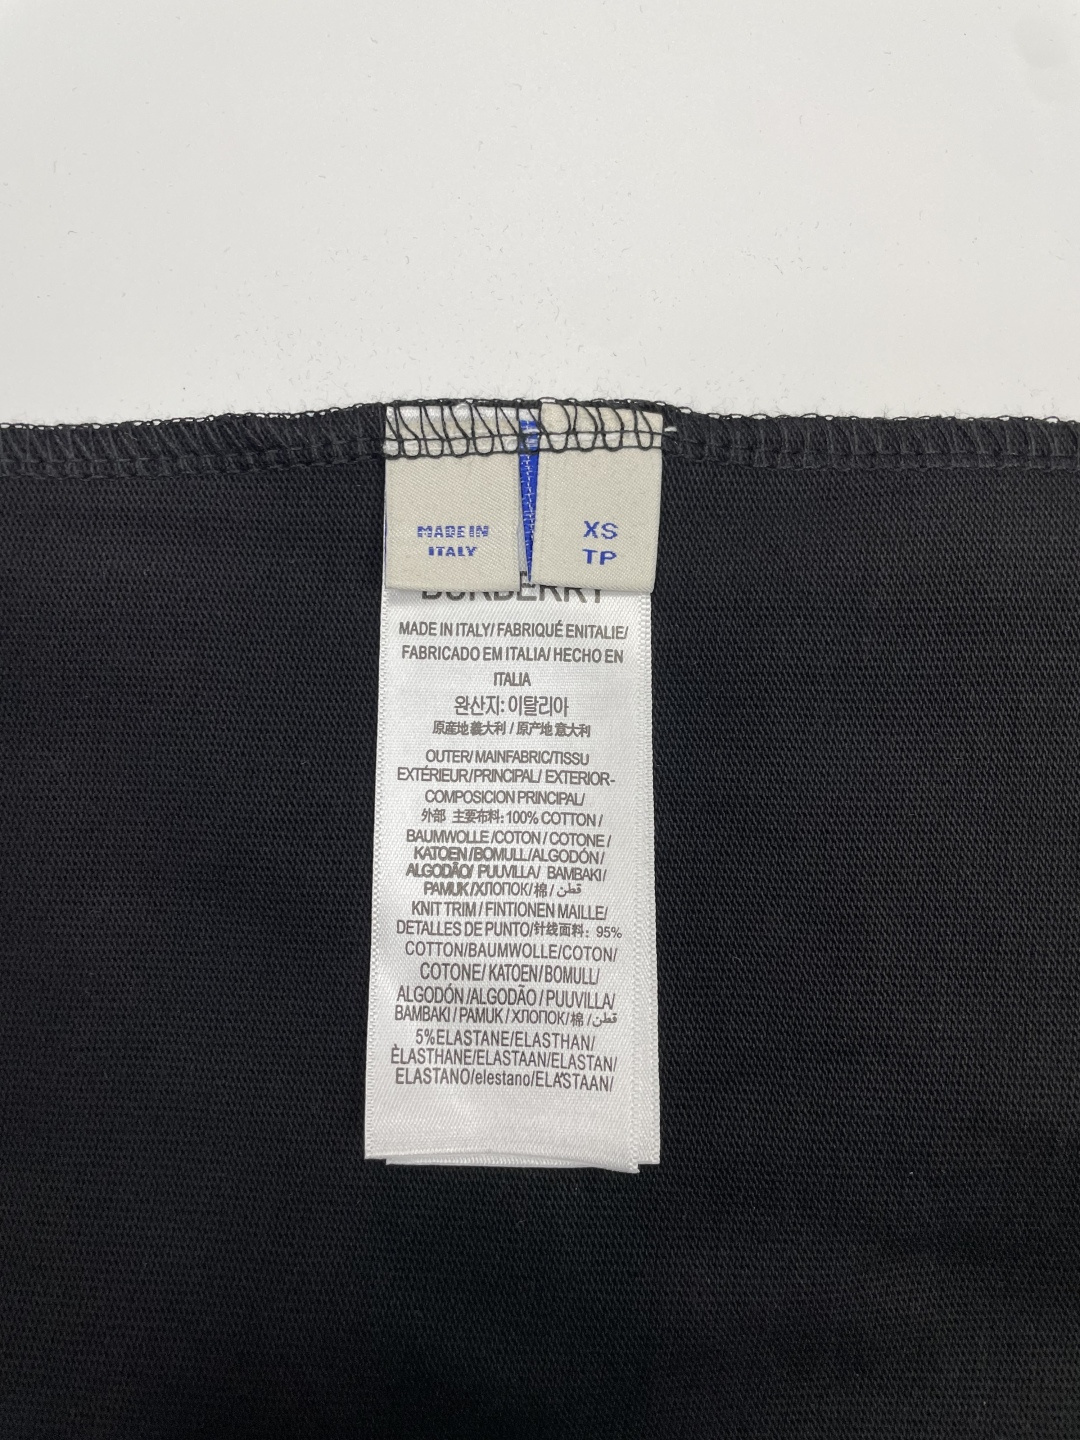 MADE IN
ITALY
XS
TP
BURBERRY
MADE IN ITALY/ FABRIQUÉ ENITALIE/
FABRICADO EM ITALIA/ HECHO EN
ITALIA
완산지: 이탈리아
原産地義大利 / 原产地意大利
OUTER/ MAINFABRIC/TISSU
EXTÉRIEUR/PRINCIPAL/ EXTERIOR-
COMPOSICION PRINCIPAL/
外部 主要布料: 100% COTTON /
BAUMWOLLE /COTON / COTONE /
KATOEN/BOMULL/ALGODÓN/
ALGODÃO/ PUUVILLA/ BAMBAKI/
PAMUK/ХЛОПОК/棉/ قطن/
KNIT TRIM / FINTIONEN MAILLE/
DETALLES DE PUNTO/针线面料: 95%
COTTON/BAUMWOLLE/COTON/
COTONE/ KATOEN/BOMULL/
ALGODÓN /ALGODÃO / PUUVILLA/
BAMBAKI / PAMUK / ХЛОПОК/棉 /قطن/
5%ELASTANE/ELASTHAN/
ÈLASTHANE/ELASTAAN/ELASTAN/
ELASTANO/elestano/ELASTAAN/